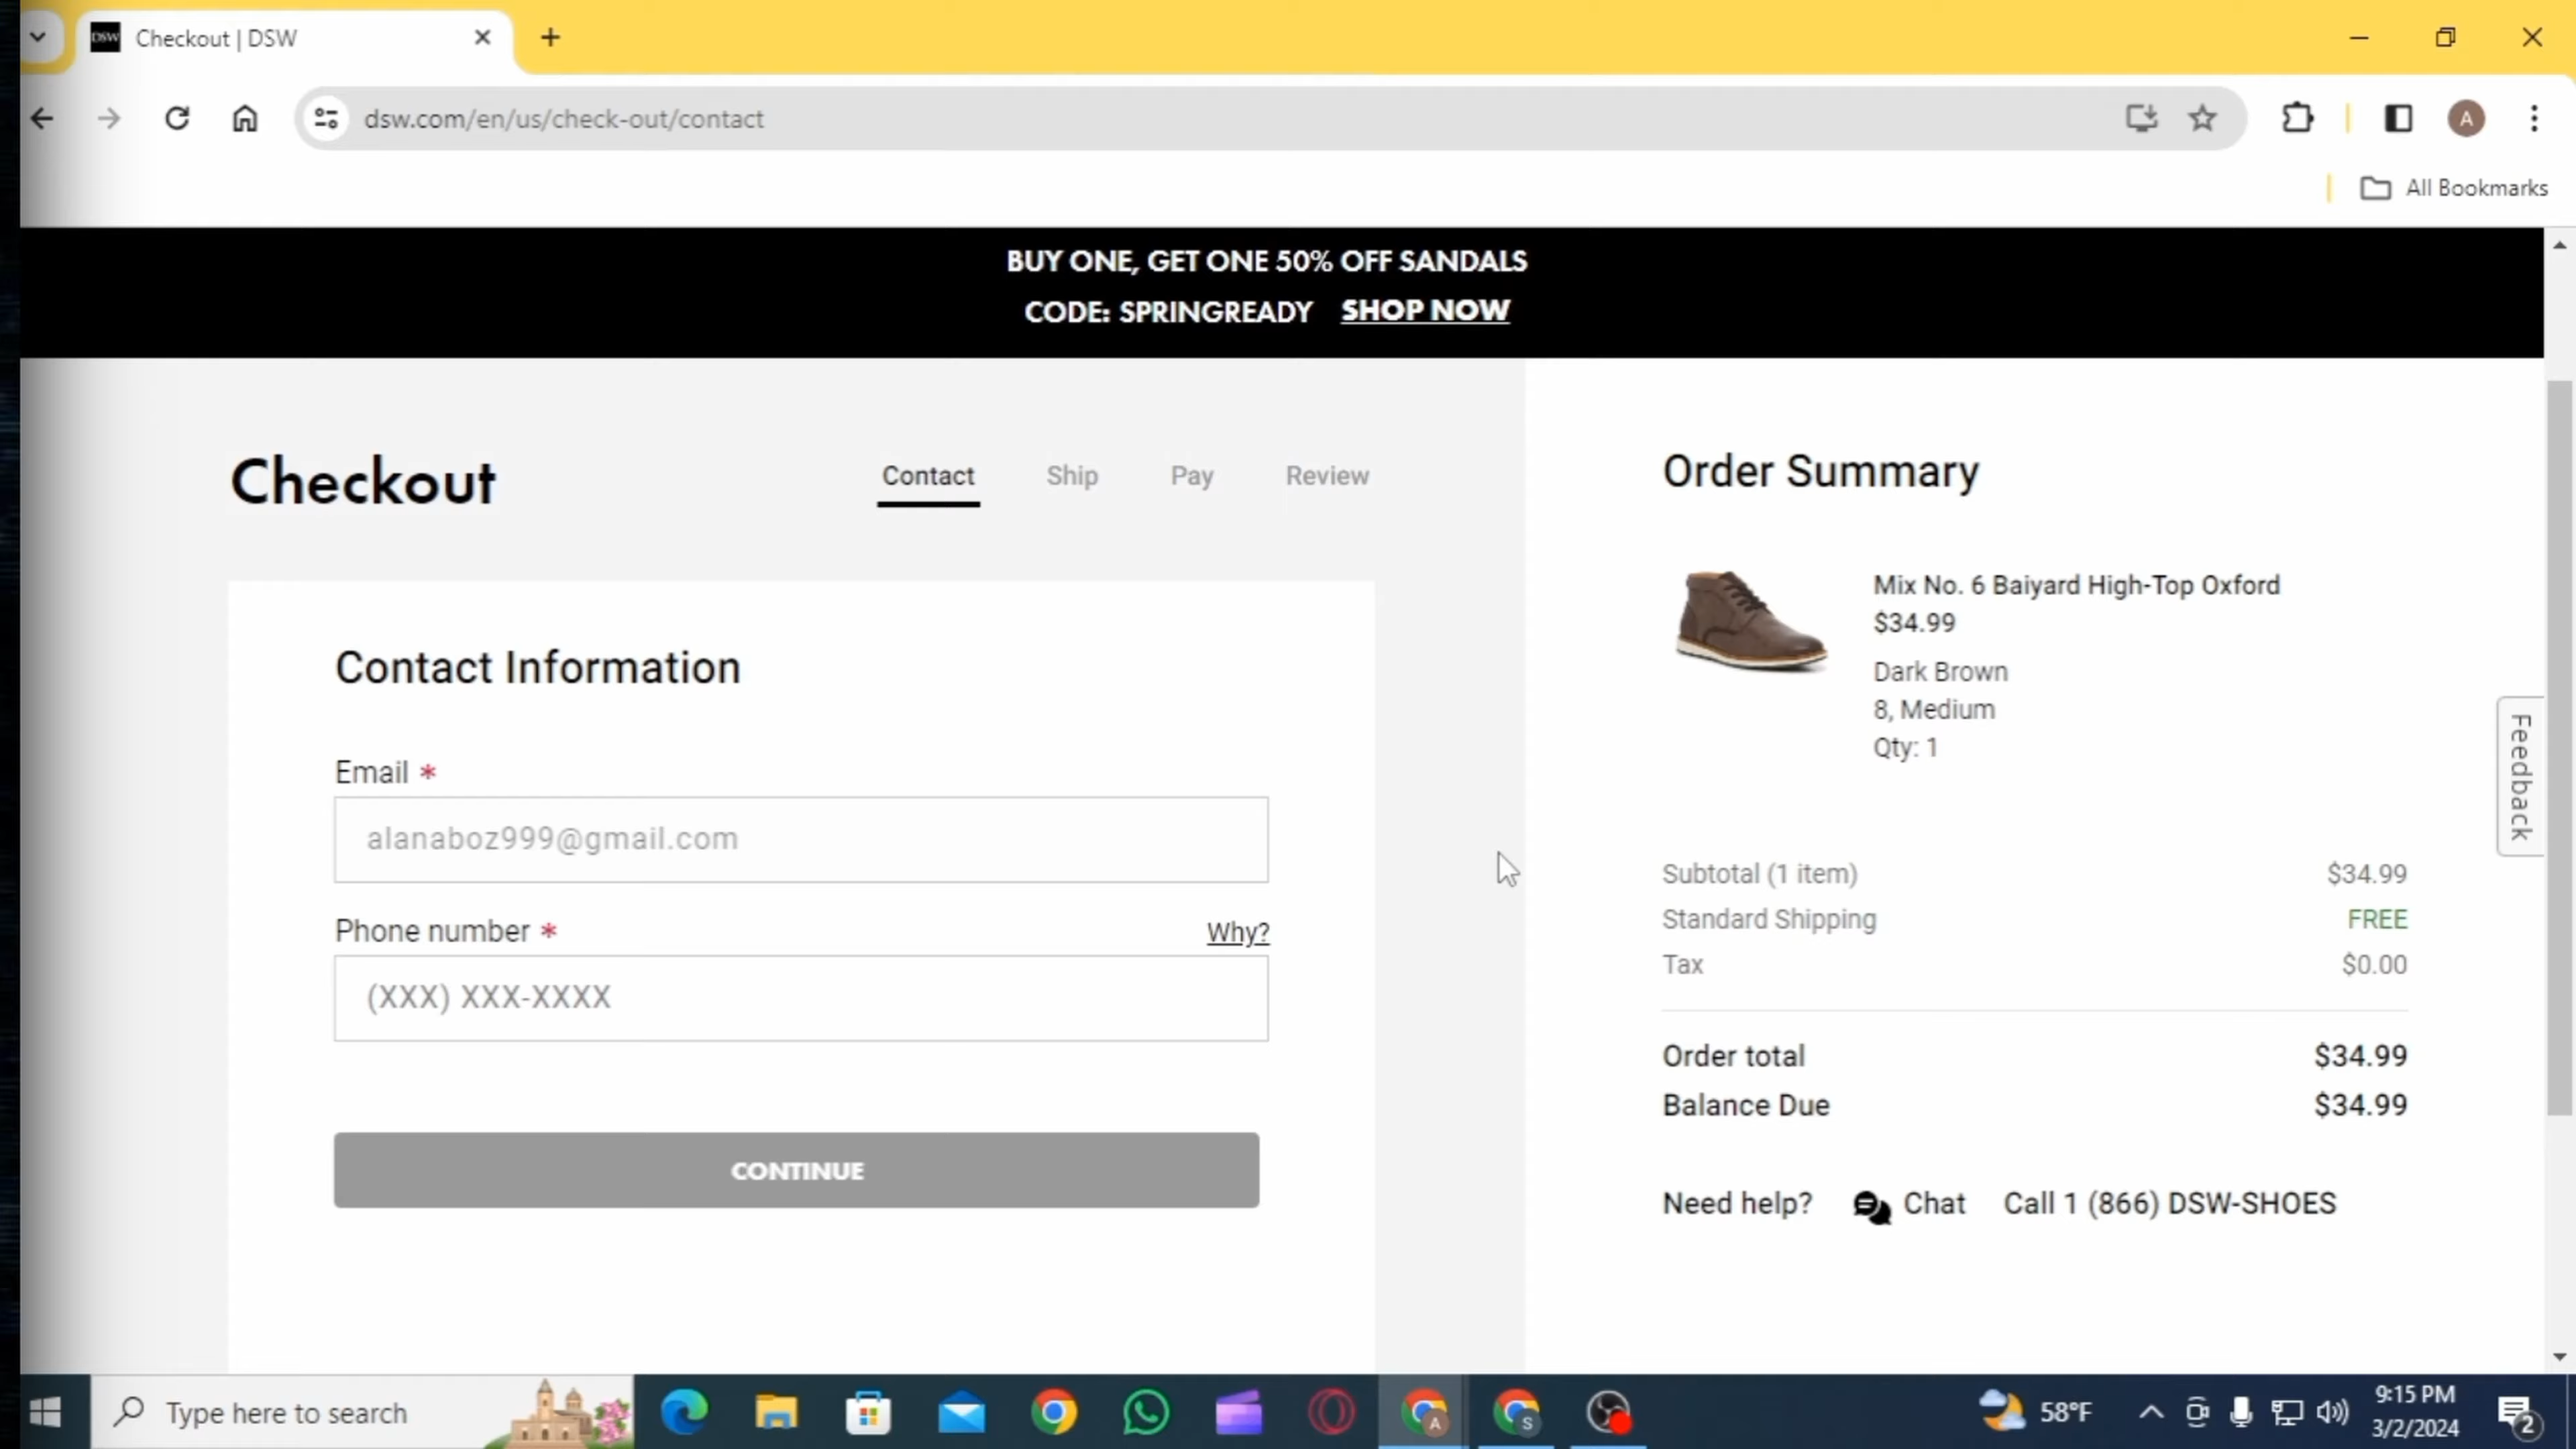 DSW
Checkout | DSW
dsw.com/en/us/check-out/contact
A
All Bookmarks
BUY ONE, GET ONE 50% OFF SANDALS
CODE: SPRINGREADY SHOP NOW
Checkout
Contact Ship Pay Review
Contact Information
Email *
alanaboz999@gmail.com
Phone number * Why?
(XXX) XXX-XXXX
CONTINUE
Order Summary
Mix No. 6 Baiyard High-Top Oxford
$34.99
Dark Brown
8, Medium
Qty: 1
Feedback
Subtotal (1 item) $34.99
Standard Shipping FREE
Tax $0.00
Order total $34.99
Balance Due $34.99
Need help? Chat Call 1 (866) DSW-SHOES
Type here to search
A
S
58°F
9:15 PM
3/2/2024
2